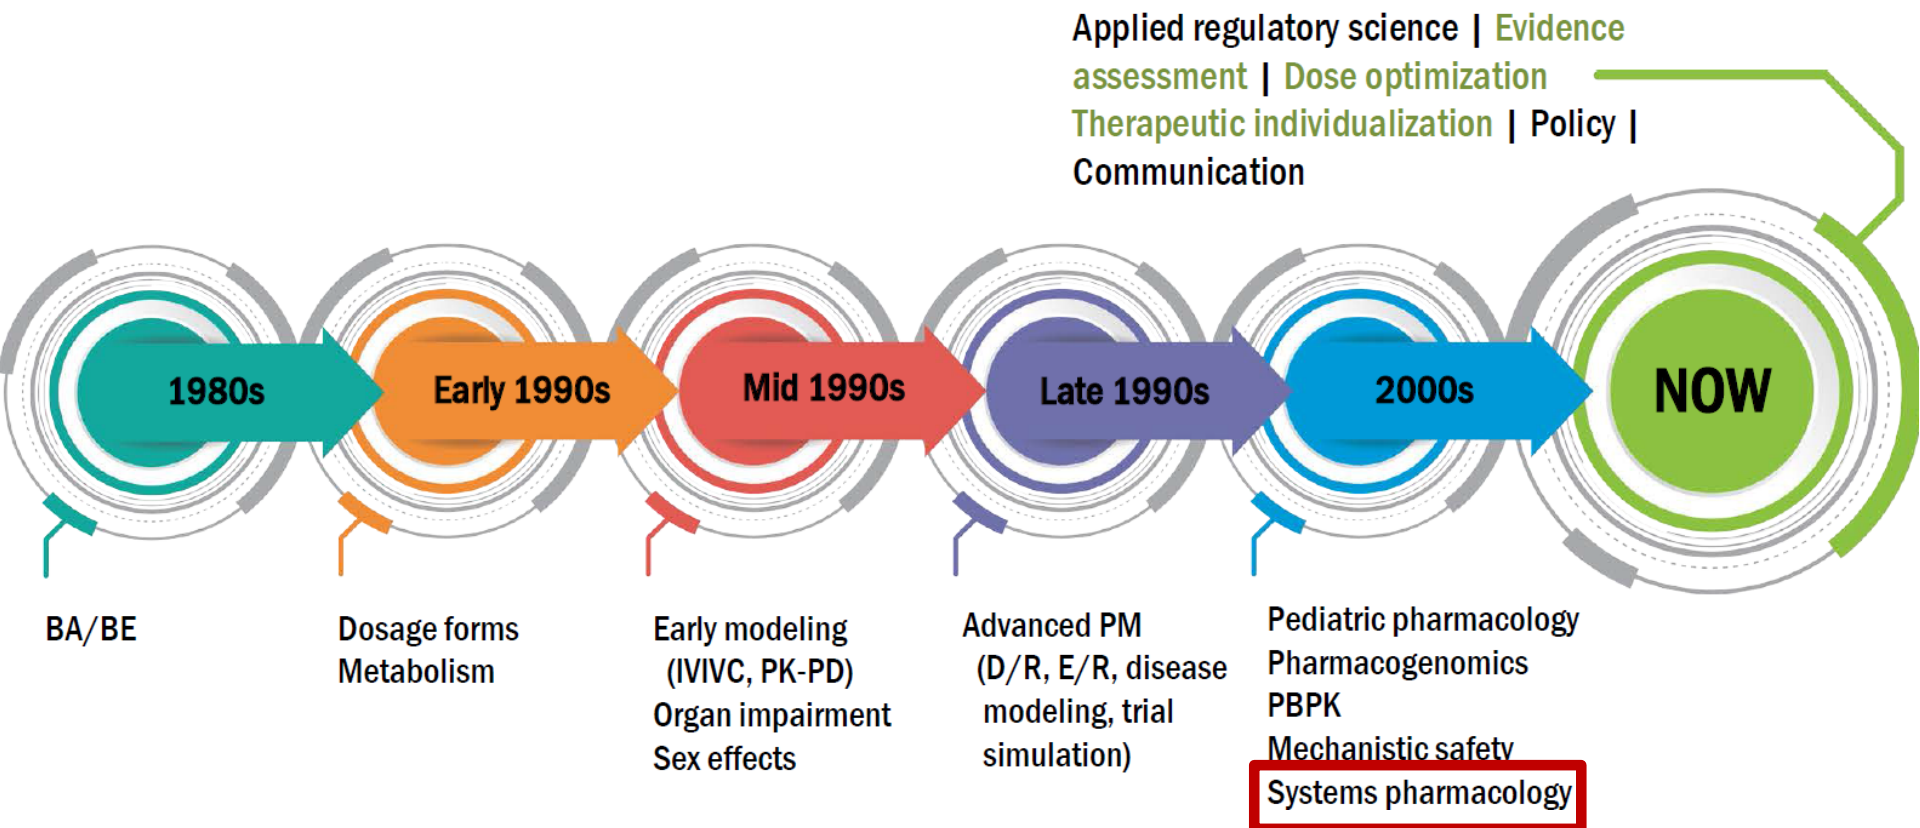 Applied regulatory science | Evidence
assessment | Dose optimization
Therapeutic individualization | Policy |
Communication
1980s
Early 1990s
Mid 1990s
Late 1990s
2000s
NOW
BA/BE
Dosage forms
Metabolism
Early modeling
(IVIVC, PK-PD)
Organ impairment
Sex effects
Advanced PM
(D/R, E/R, disease
modeling, trial
simulation)
Pediatric pharmacology
Pharmacogenomics
PBPK
Mechanistic safety
Systems pharmacology